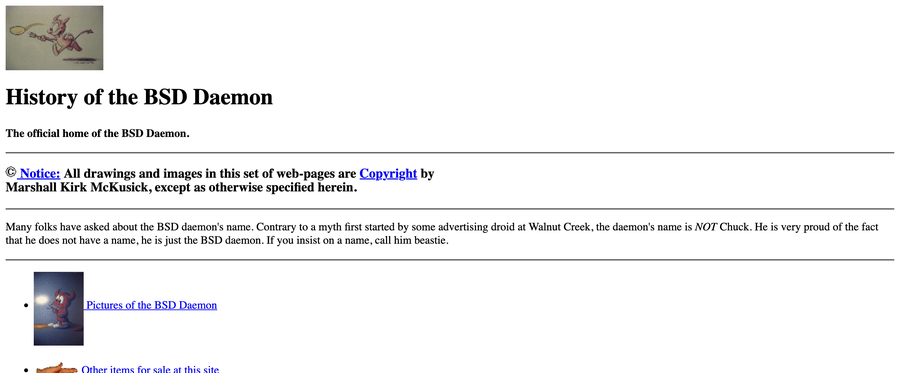 History of the BSD Daemon
The official home of the BSD Daemon.
© Notice: All drawings and images in this set of web-pages are Copyright by
Marshall Kirk McKusick, except as otherwise specified herein.
Many folks have asked about the BSD daemon's name. Contrary to a myth first started by some advertising droid at Walnut Creek, the daemon's name is NOT Chuck. He is very proud of the fact
that he does not have a name, he is just the BSD daemon. If you insist on a name, call him beastie.
Pictures of the BSD Daemon
Other items for sale at this site